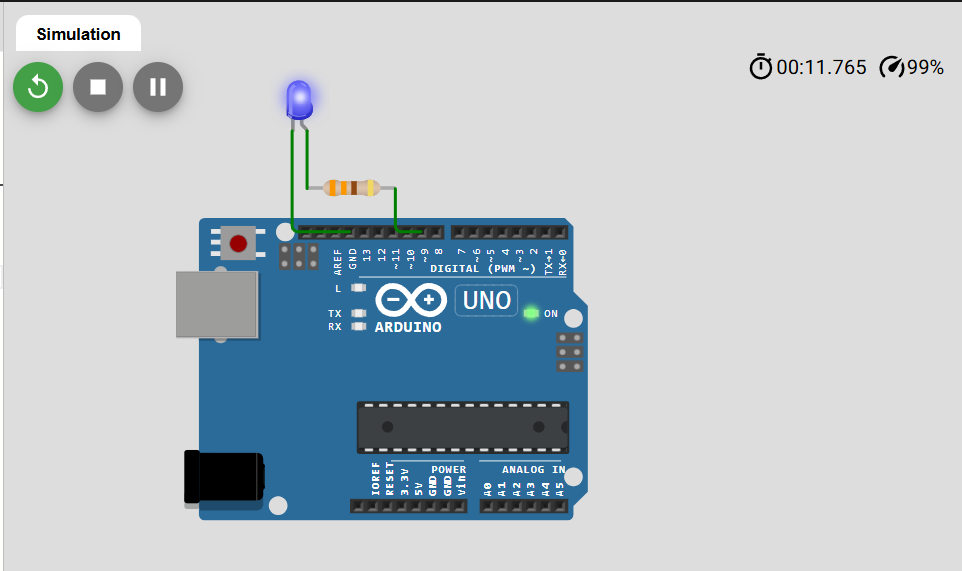 Simulation
00:11.765 99%
AREF GND 13 12 ~11 ~10 ~9 8 7 ~6 ~5 4 ~3 2 TX→1 RX←0
DIGITAL (PWM ~)
L
UNO
TX ON
RX ARDUINO
POWER ANALOG IN
IOREF RESET 3.3V 5V GND GND Vin A0 A1 A2 A3 A4 A5